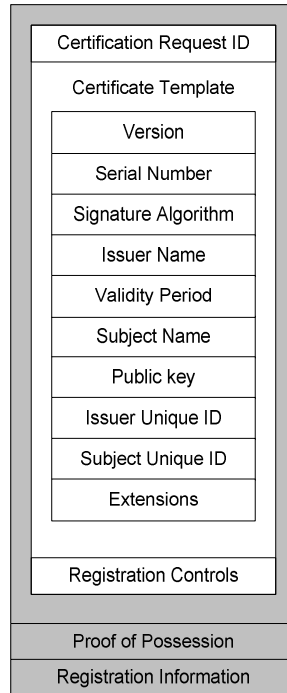 Certification Request ID
Certificate Template
Version
Serial Number
Signature Algorithm
Issuer Name
Validity Period
Subject Name
Public key
Issuer Unique ID
Subject Unique ID
Extensions
Registration Controls
Proof of Possession
Registration Information